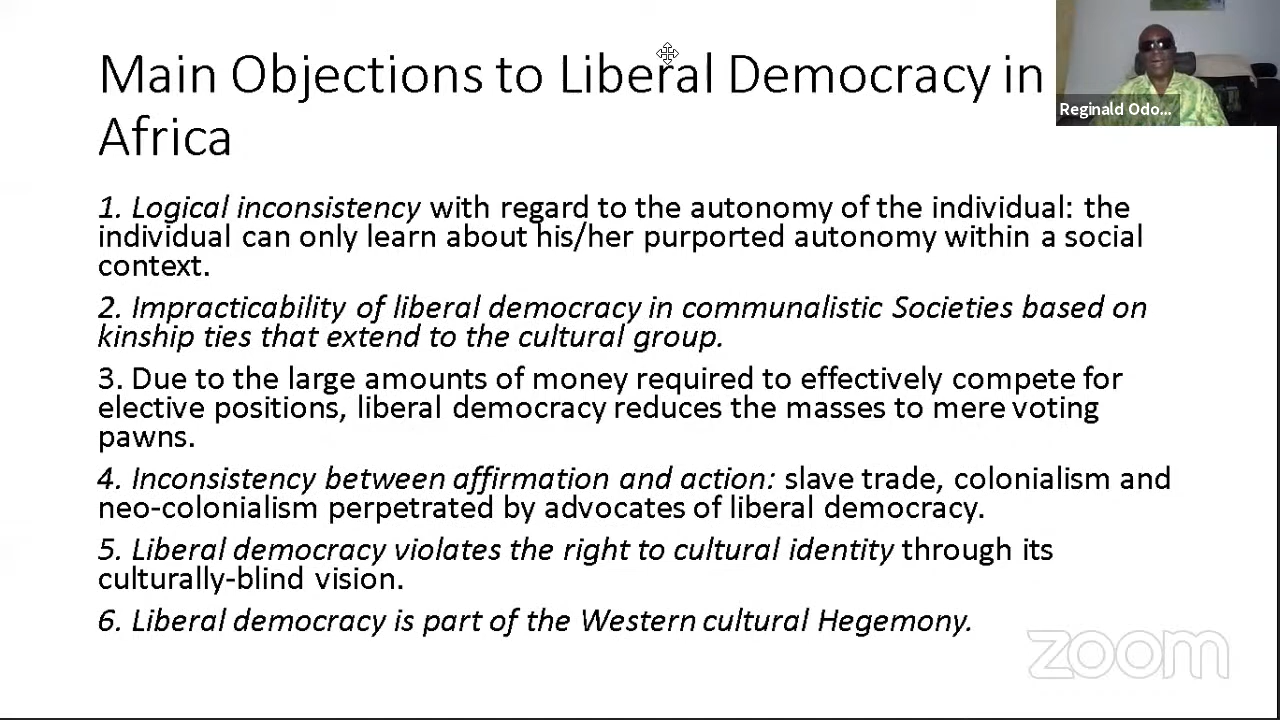 Main Objections to Liberal Democracy in
Africa
Reginald Odo...
1. Logical inconsistency with regard to the autonomy of the individual: the
individual can only learn about his/her purported autonomy within a social
context.
2. Impracticability of liberal democracy in communalistic Societies based on
kinship ties that extend to the cultural group.
3. Due to the large amounts of money required to effectively compete for
elective positions, liberal democracy reduces the masses to mere voting
pawns.
4. Inconsistency between affirmation and action: slave trade, colonialism and
neo-colonialism perpetrated by advocates of liberal democracy.
5. Liberal democracy violates the right to cultural identity through its
culturally-blind vision.
6. Liberal democracy is part of the Western cultural Hegemony.
zoom